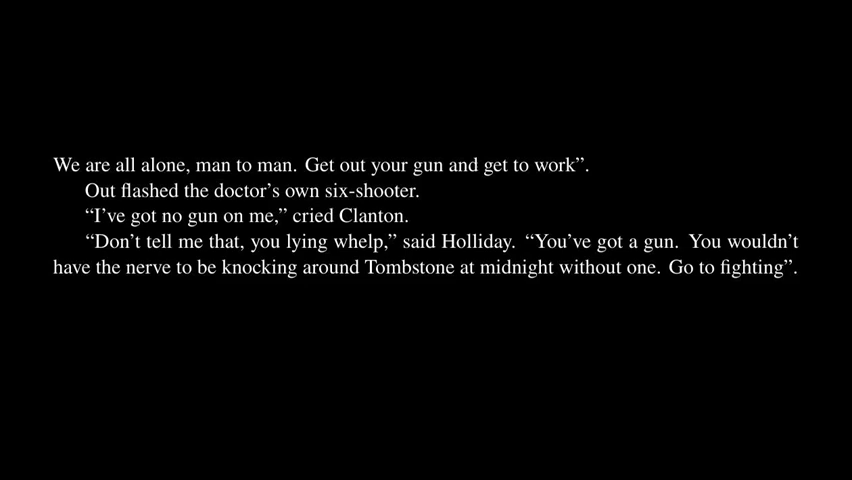 We are all alone, man to man. Get out your gun and get to work”.
Out flashed the doctor’s own six-shooter.
“I’ve got no gun on me,” cried Clanton.
“Don’t tell me that, you lying whelp,” said Holliday. “You’ve got a gun. You wouldn’t
have the nerve to be knocking around Tombstone at midnight without one. Go to fighting”.